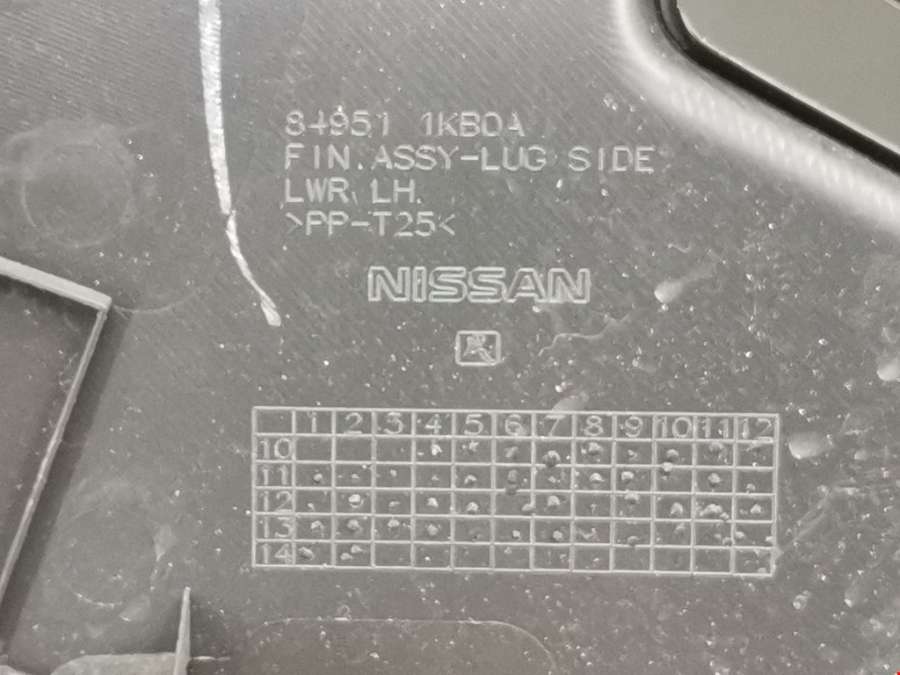 84951 1KB0A
FIN.ASSY-LUG SIDE
LWR LH.
>PP-T25<
NISSAN
1 2 3 4 5 6 7 8 9 10 11 12
10
11
12
13
14